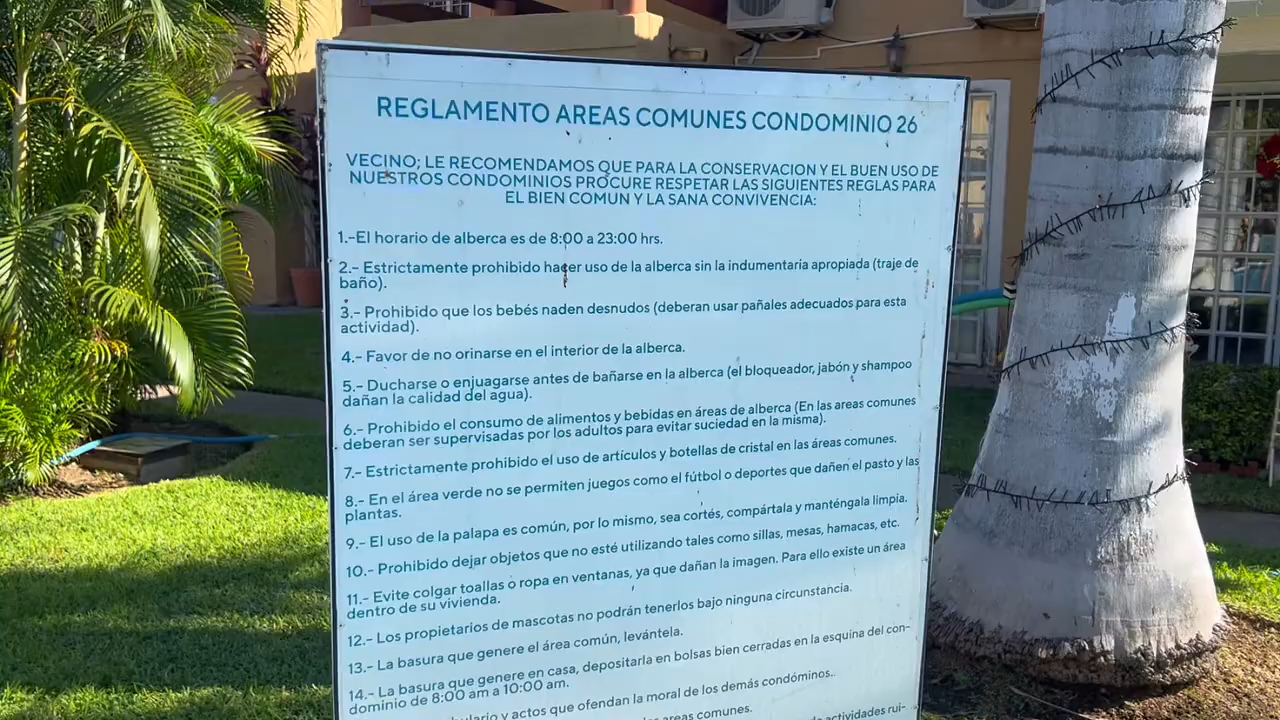 REGLAMENTO AREAS COMUNES CONDOMINIO 26
VECINO; LE RECOMENDAMOS QUE PARA LA CONSERVACION Y EL BUEN USO DE
NUESTROS CONDOMINIOS PROCURE RESPETAR LAS SIGUIENTES REGLAS PARA
EL BIEN COMUN Y LA SANA CONVIVENCIA:
1.-El horario de alberca es de 8:00 a 23:00 hrs.
2.- Estrictamente prohibido hacer uso de la alberca sin la indumentaria apropiada (traje de
baño).
3.- Prohibido que los bebés naden desnudos (deberan usar pañales adecuados para esta
actividad).
4.- Favor de no orinarse en el interior de la alberca.
5.- Ducharse o enjuagarse antes de bañarse en la alberca (el bloqueador, jabón y shampoo
dañan la calidad del agua).
6.- Prohibido el consumo de alimentos y bebidas en áreas de alberca (En las areas comunes
deberan ser supervisadas por los adultos para evitar suciedad en la misma).
7.- Estrictamente prohibido el uso de artículos y botellas de cristal en las áreas comunes.
8.- En el área verde no se permiten juegos como el fútbol o deportes que dañen el pasto y las
plantas.
9.- El uso de la palapa es común, por lo mismo, sea cortés, compártala y manténgala limpia.
10.- Prohibido dejar objetos que no esté utilizando tales como sillas, mesas, hamacas, etc.
11.- Evite colgar toallas o ropa en ventanas, ya que dañan la imagen. Para ello existe un área
dentro de su vivienda.
12.- Los propietarios de mascotas no podrán tenerlos bajo ninguna circunstancia.
13.- La basura que genere el área común, levántela.
14.- La basura que genere en casa, depositarla en bolsas bien cerradas en la esquina del con-
dominio de 8:00 am a 10:00 am.
y actos que ofendan la moral de los demás condóminos..
areas comunes.
de actividades rui-